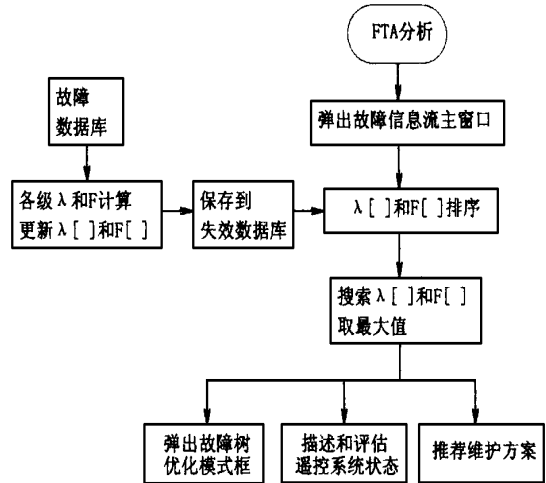 FTA分析
故障
数据库
弹出故障信息流主窗口
各级λ和F计算
更新λ[ ]和F[ ]
保存到
失效数据库
λ[ ]和F[ ]排序
搜索λ[ ]和F[ ]
取最大值
弹出故障树
优化模式框
描述和评估
遥控系统状态
推荐维护方案